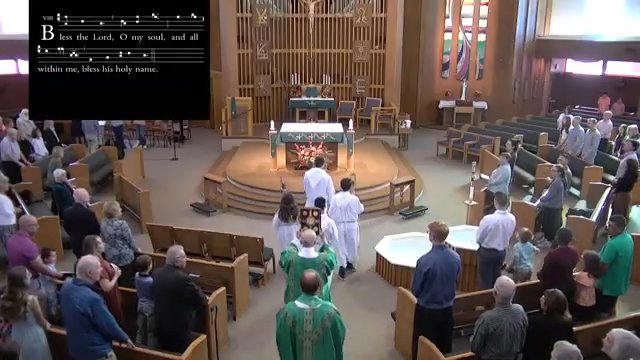 VIII
Bless the Lord, O my soul, and all
within me, bless his holy name.